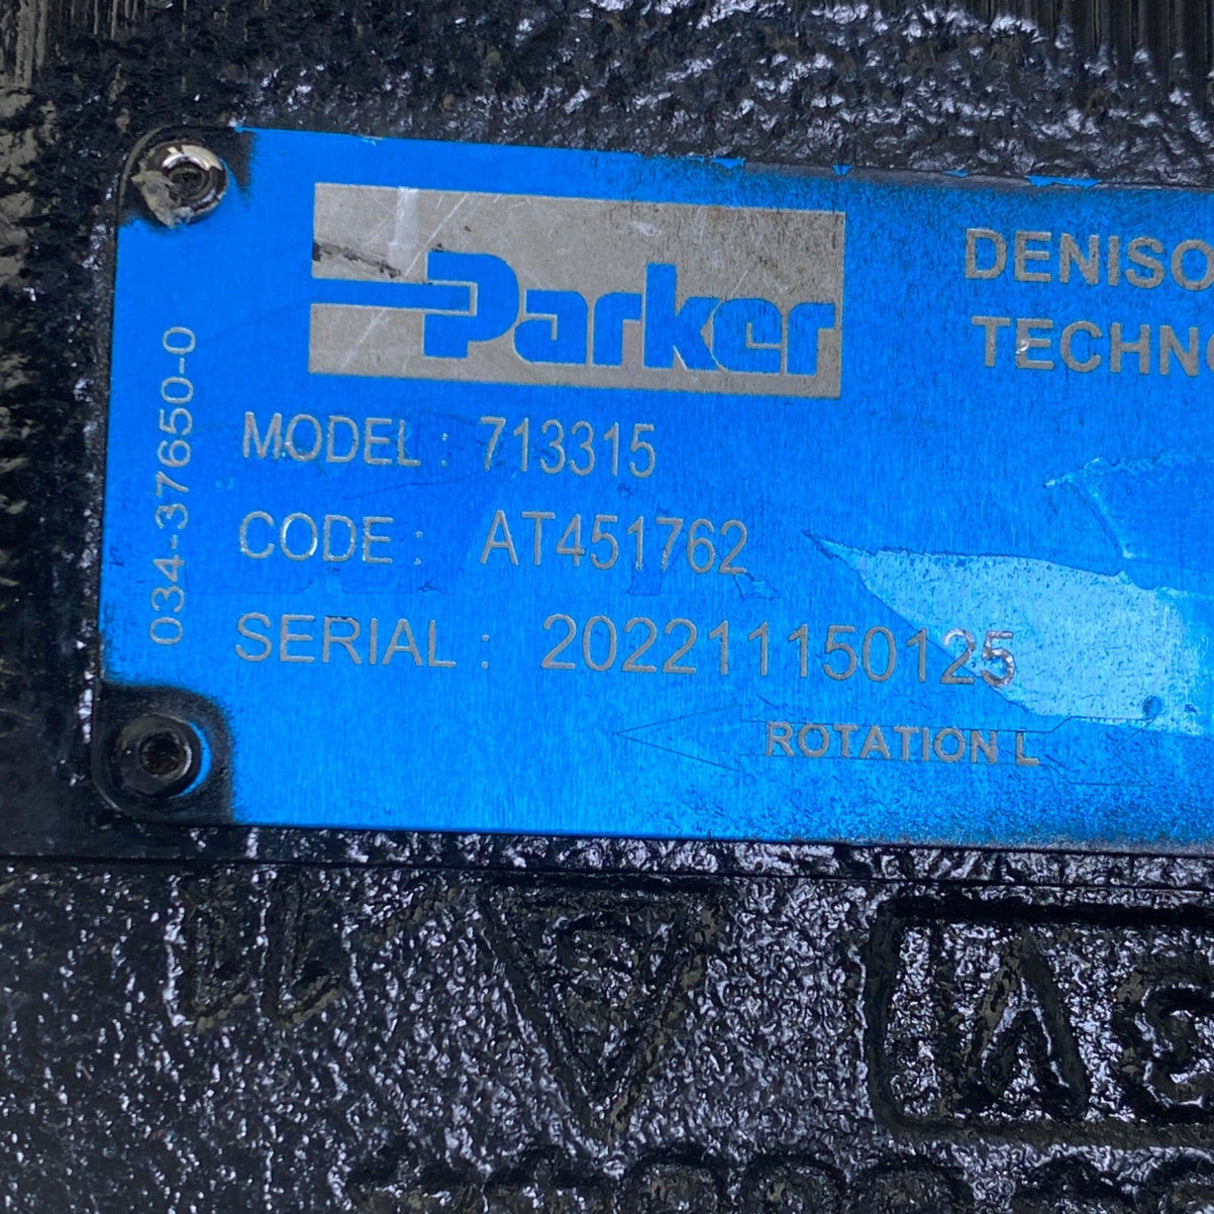 Parker
DENISO
TECHNO
MODEL : 713315
CODE : AT451762
SERIAL : 202211150125
ROTATION L
034-37650-0